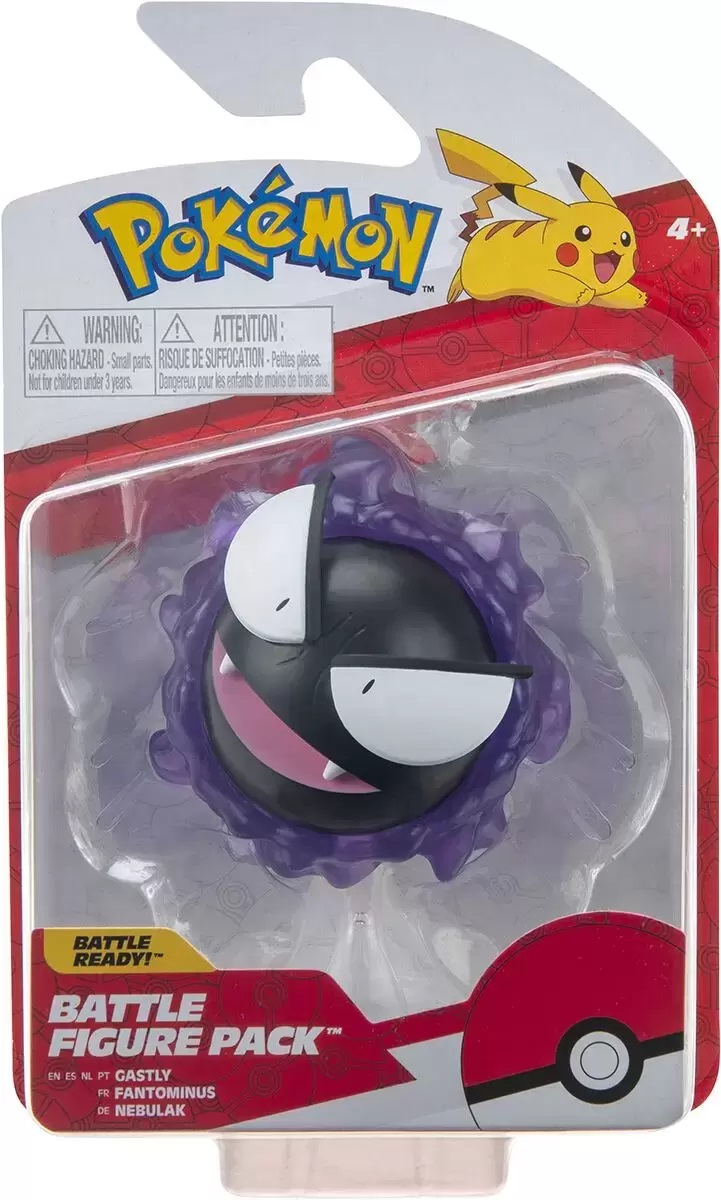 POKÉMON™
4+
⚠ WARNING:
CHOKING HAZARD - Small parts.
Not for children under 3 years.
⚠ ATTENTION :
RISQUE DE SUFFOCATION - Petites pièces.
Dangereux pour les enfants de moins de trois ans.
BATTLE
READY!™
BATTLE
FIGURE PACK™
EN ES NL PT GASTLY
FR FANTOMINUS
DE NEBULAK